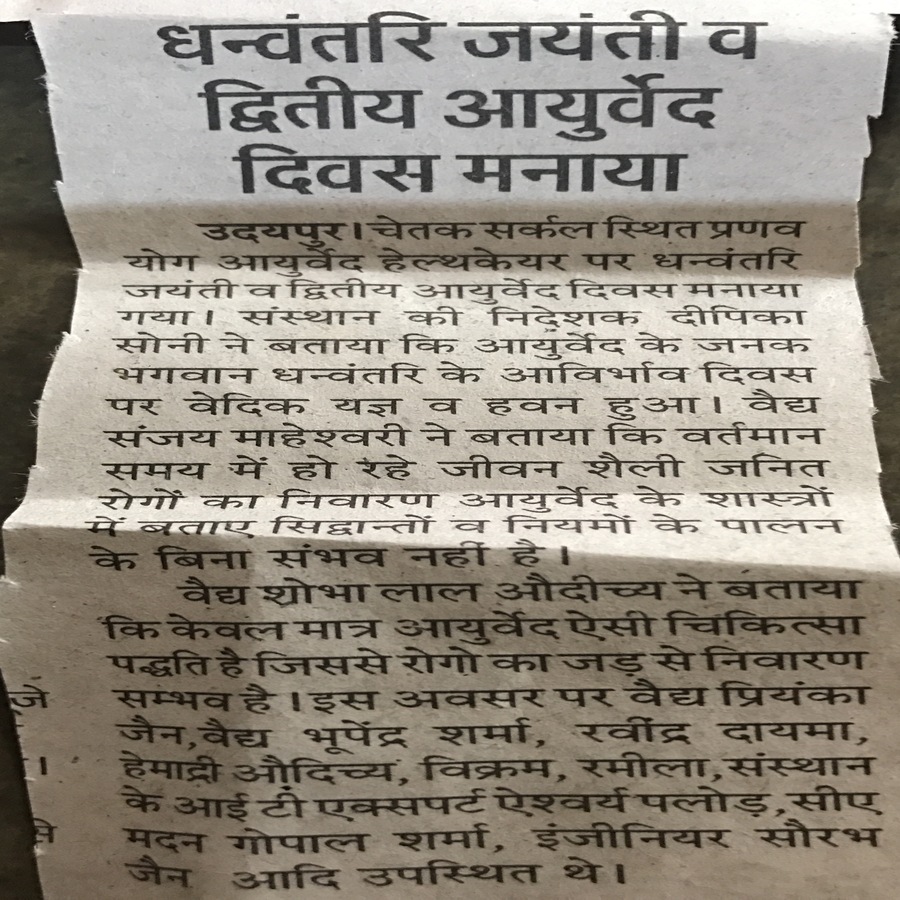 धन्वंतरि जयंती व
द्वितीय आयुर्वेद
दिवस मनाया
उदयपुर। चेतक सर्कल स्थित प्रणव
योग आयुर्वेद हेल्थकेयर पर धन्वंतरि
जयंती व द्वितीय आयुर्वेद दिवस मनाया
गया। संस्थान की निदेशक दीपिका
सोनी ने बताया कि आयुर्वेद के जनक
भगवान धन्वंतरि के आविर्भाव दिवस
पर वेदिक यज्ञ व हवन हुआ। वैद्य
संजय माहेश्वरी ने बताया कि वर्तमान
समय में हो रहे जीवन शैली जनित
रोगों का निवारण आयुर्वेद के शास्त्रों
में बताए सिद्वान्तों व नियमों के पालन
के बिना संभव नहीं है।
वैद्य शोभा लाल औदीच्य ने बताया
कि केवल मात्र आयुर्वेद ऐसी चिकित्सा
पद्धति है जिससे रोगो का जड़ से निवारण
सम्भव है। इस अवसर पर वैद्य प्रियंका
जैन,वैद्य भूपेंद्र शर्मा, रवींद्र दायमा,
हेमाद्री औदिच्य, विक्रम, रमीला,संस्थान
के आई टी एक्सपर्ट ऐश्वर्य पलोड़,सीए
मदन गोपाल शर्मा, इंजीनियर सौरभ
जैन आदि उपस्थित थे।